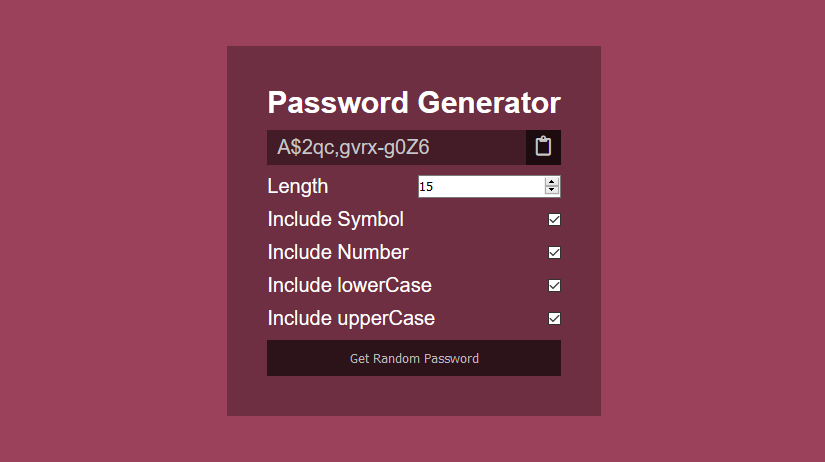 Password Generator
A$2qc,gvrx-g0Z6
Length 15
Include Symbol
Include Number
Include lowerCase
Include upperCase
Get Random Password